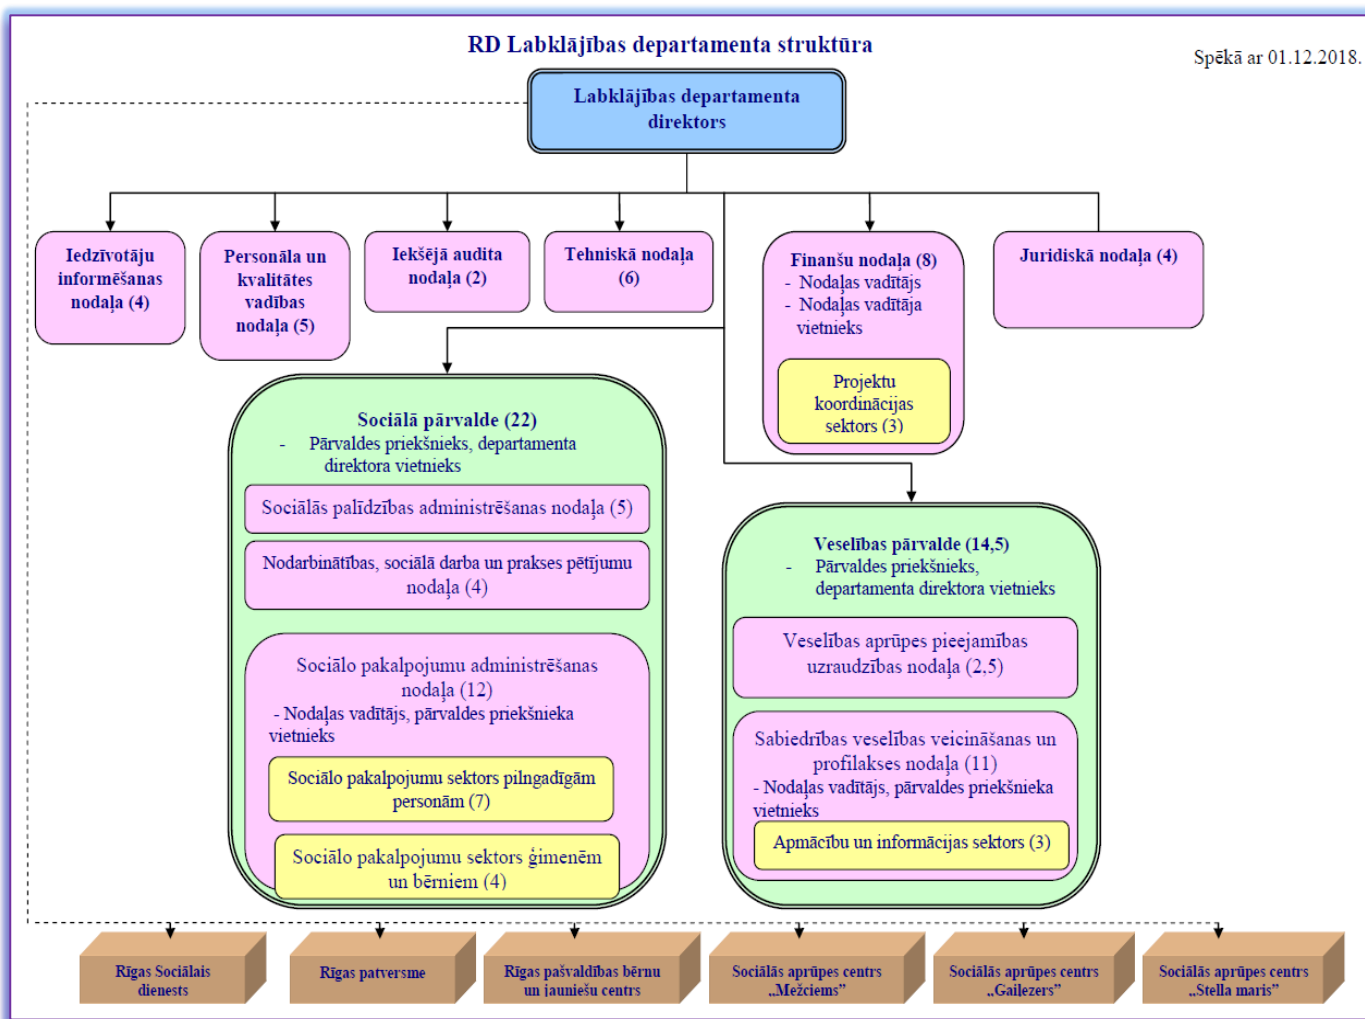 RD Labklājības departamenta struktūra
Spēkā ar 01.12.2018.
Labklājības departamenta
direktors
Iedzīvotāju
informēšanas
nodaļa (4)
Personāla un
kvalitātes
vadības
nodaļa (5)
Iekšējā audita
nodaļa (2)
Tehniskā nodaļa
(6)
Finanšu nodaļa (8)
- Nodaļas vadītājs
- Nodaļas vadītāja
vietnieks
Projektu
koordinācijas
sektors (3)
Juridiskā nodaļa (4)
Sociālā pārvalde (22)
- Pārvaldes priekšnieks, departamenta
direktora vietnieks
Sociālās palīdzības administrēšanas nodaļa (5)
Nodarbinātības, sociālā darba un prakses pētījumu
nodaļa (4)
Sociālo pakalpojumu administrēšanas
nodaļa (12)
- Nodaļas vadītājs, pārvaldes priekšnieka
vietnieks
Sociālo pakalpojumu sektors pilngadīgām
personām (7)
Sociālo pakalpojumu sektors ģimenēm
un bērniem (4)
Veselības pārvalde (14,5)
- Pārvaldes priekšnieks,
departamenta direktora vietnieks
Veselības aprūpes pieejamības
uzraudzības nodaļa (2,5)
Sabiedrības veselības veicināšanas un
profilakses nodaļa (11)
- Nodaļas vadītājs, pārvaldes priekšnieka
vietnieks
Apmācību un informācijas sektors (3)
Rīgas Sociālais
dienests
Rīgas patversme
Rīgas pašvaldības bērnu
un jauniešu centrs
Sociālās aprūpes centrs
„Mežciems”
Sociālās aprūpes centrs
„Gaiļezers”
Sociālās aprūpes centrs
„Stella maris”